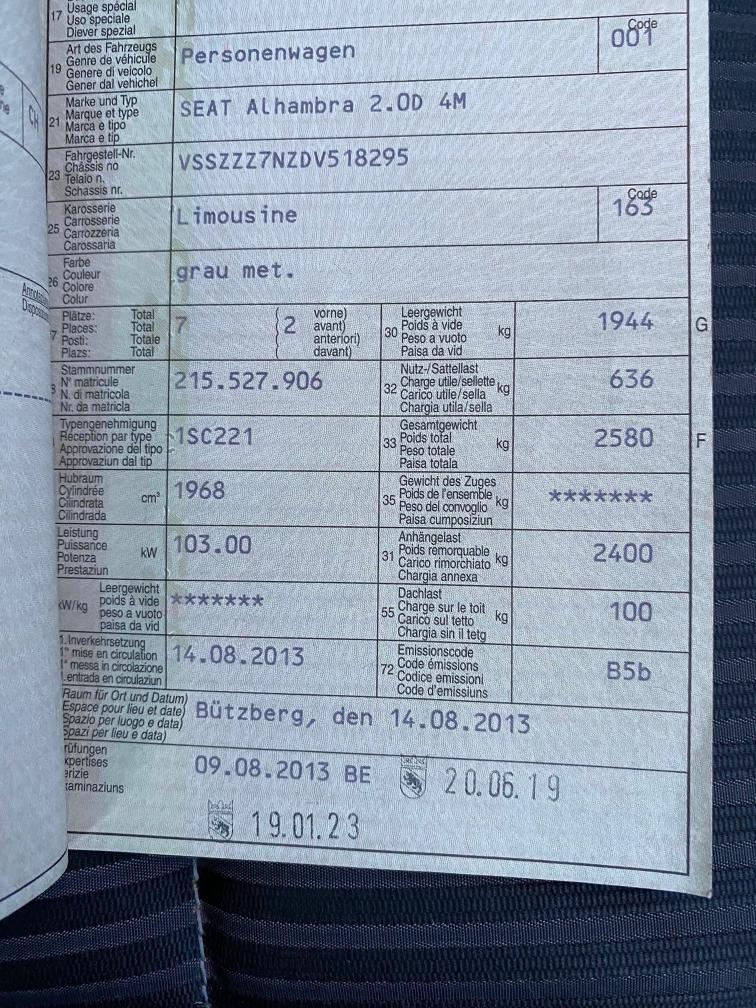 17 Usage spécial
Uso speciale
Diever spezial
19 Art des Fahrzeugs
Genre de véhicule
Genere di veicolo
Gener dal vehichel
Personenwagen
Code
001
21 Marke und Typ
Marque et type
Marca e tipo
Marca e tip
SEAT Alhambra 2.0D 4M
23 Fahrgestell-Nr.
Châssis no
Telaio n.
Schassis nr.
VSSZZZ7NZDV518295
25 Karosserie
Carrosserie
Carrozzeria
Carossaria
Limousine
Code
163
26 Farbe
Couleur
Colore
Colur
grau met.
7 Plätze: Total
Places: Total
Posti: Totale
Plazs: Total
7
( 2 vorne)
( avant)
( anteriori)
( davant)
30 Leergewicht
Poids à vide
Peso a vuoto
Paisa da vid
kg
1944
G
Stammnummer
N° matricule
N. di matricola
Nr. da matricla
215.527.906
32 Nutz-/Sattellast
Charge utile/sellette
Carico utile/sella
Chargia utila/sella
kg
636
Typengenehmigung
Réception par type
Approvazione del tipo
Approvaziun dal tip
1SC221
33 Gesamtgewicht
Poids total
Peso totale
Paisa totala
kg
2580
F
Hubraum
Cylindrée
Cilindrata
Cilindrada
cm³
1968
35 Gewicht des Zuges
Poids de l'ensemble
Peso del convoglio
Paisa cumposiziun
kg
*******
Leistung
Puissance
Potenza
Prestaziun
kW
103.00
31 Anhängelast
Poids remorquable
Carico rimorchiato
Chargia annexa
kg
2400
kW/kg
Leergewicht
poids à vide
peso a vuoto
paisa da vid
*******
55 Dachlast
Charge sur le toit
Carico sul tetto
Chargia sin il tetg
kg
100
1. Inverkehrsetzung
1re mise en circulation
1a messa in circolazione
1. entrada en circulaziun
14.08.2013
72 Emissionscode
Code émissions
Codice emissioni
Code d'emissiuns
B5b
(Raum für Ort und Datum)
Espace pour lieu et date)
Spazio per luogo e data)
Spazi per lieu e data)
Bützberg, den 14.08.2013
rüfungen
xpertises
erizie
xaminaziuns
09.08.2013 BE
20.06.19
19.01.23
CH